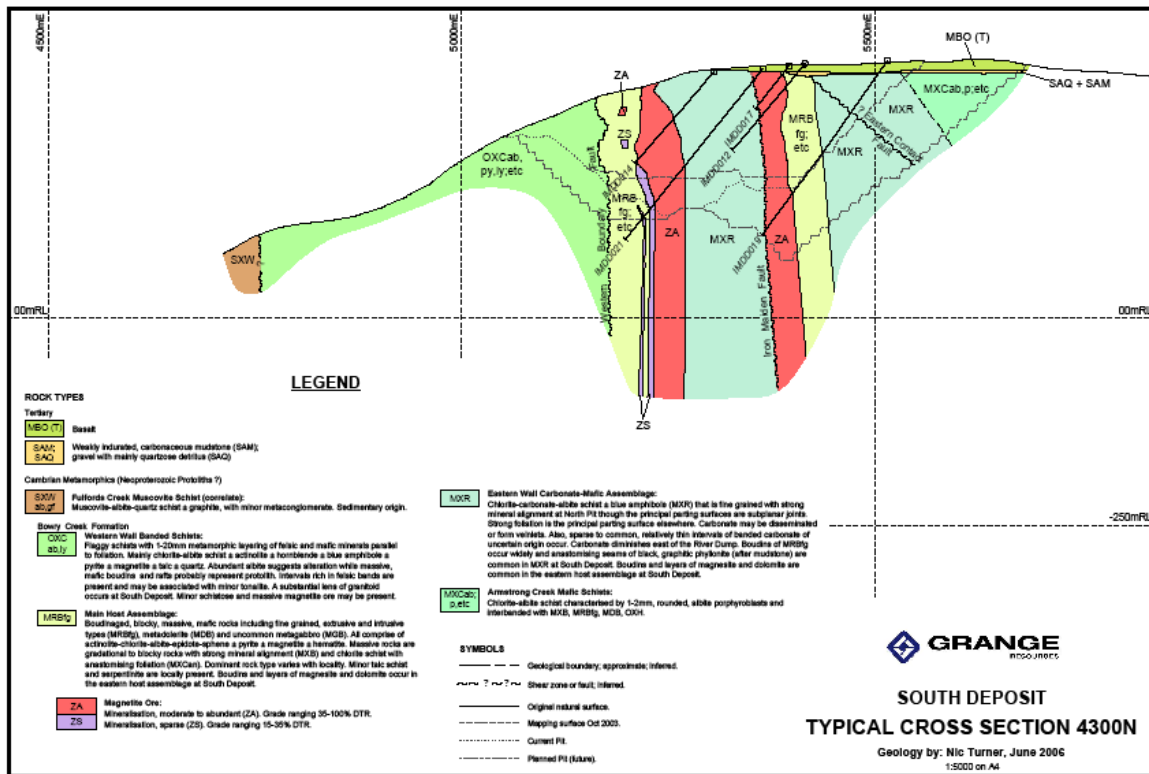 4500mE
5000mE
5500mE
MBO (T)
SAQ + SAM
ZA
MXCab,p;etc
MXR
MRB
fg;
etc
? Eastern Contact
Fault
MXR
IMDD017
IMDD012
ZS
OXCab,
py,ly;etc
IMDD014
MRB
fg;
etc
Western Boundary Fault
IMDD021
ZA
MXR
IMDD019
ZA
Iron Maiden Fault
SXW
?
00mRL
00mRL
ZS
-250mRL
LEGEND
ROCK TYPES
Tertiary
MBO (T) Basalt
SAM;
SAQ
Weakly indurated, carbonaceous mudstone (SAM);
gravel with mainly quartzose detritus (SAQ)
Cambrian Metamorphics (Neoproterozoic Protoliths ?)
SXW
ab,gf
Fulfords Creek Muscovite Schist (correlate):
Muscovite-albite-quartz schist ± graphite, with minor metaconglomerate. Sedimentary origin.
Bowry Creek Formation
OXC
ab,ly
Western Wall Banded Schists:
Flaggy schists with 1-20mm metamorphic layering of felsic and mafic minerals parallel
to foliation. Mainly chlorite-albite schist ± actinolite ± hornblende ± blue amphibole ±
pyrite ± magnetite ± talc ± quartz. Abundant albite suggests alteration while massive,
mafic boudins and rafts probably represent protolith. Intervals rich in felsic bands are
present and may be associated with minor tonalite. A substantial lens of granitoid
occurs at South Deposit. Minor schistose and massive magnetite ore may be present.
MRBfg
Main Host Assemblage:
Boudinaged, blocky, massive, mafic rocks including fine grained, extrusive and intrusive
types (MRBfg), metadolerite (MDB) and uncommon metagabbro (MGB). All comprise of
actinolite-chlorite-albite-epidote-sphene ± pyrite ± magnetite ± hematite. Massive rocks are
gradational to blocky rocks with strong mineral alignment (MXB) and chlorite schist with
anastomising foliation (MXCan). Dominant rock type varies with locality. Minor talc schist
and serpentinite are locally present. Boudins and layers of magnesite and dolomite occur in
the eastern host assemblage at South Deposit.
ZA
ZS
Magnetite Ore:
Mineralisation, moderate to abundant (ZA). Grade ranging 35-100% DTR.
Mineralisation, sparse (ZS). Grade ranging 15-35% DTR.
MXR
Eastern Wall Carbonate-Mafic Assemblage:
Chlorite-carbonate-albite schist ± blue amphibole (MXR) that is fine grained with strong
mineral alignment at North Pit though the principal parting surfaces are subplanar joints.
Strong foliation is the principal parting surface elsewhere. Carbonate may be disseminated
or form veinlets. Also, sparse to common, relatively thin intervals of banded carbonate of
uncertain origin occur. Carbonate diminishes east of the River Dump. Boudins of MRBfg
occur widely and anastomising seams of black, graphitic phyllonite (after mudstone) are
common in MXR at South Deposit. Boudins and layers of magnesite and dolomite are
common in the eastern host assemblage at South Deposit.
MXCab;
p,etc
Armstrong Creek Mafic Schists:
Chlorite-albite schist characterised by 1-2mm, rounded, albite porphyroblasts and
interbanded with MXB, MRBfg, MDB, OXH.
SYMBOLS
Geological boundary; approximate; inferred.
? ? Shear zone or fault; inferred.
Original natural surface.
Mapping surface Oct 2003.
Current Pit.
Planned Pit (future).
GRANGE
RESOURCES
SOUTH DEPOSIT
TYPICAL CROSS SECTION 4300N
Geology by: Nic Turner, June 2006
1:5000 on A4